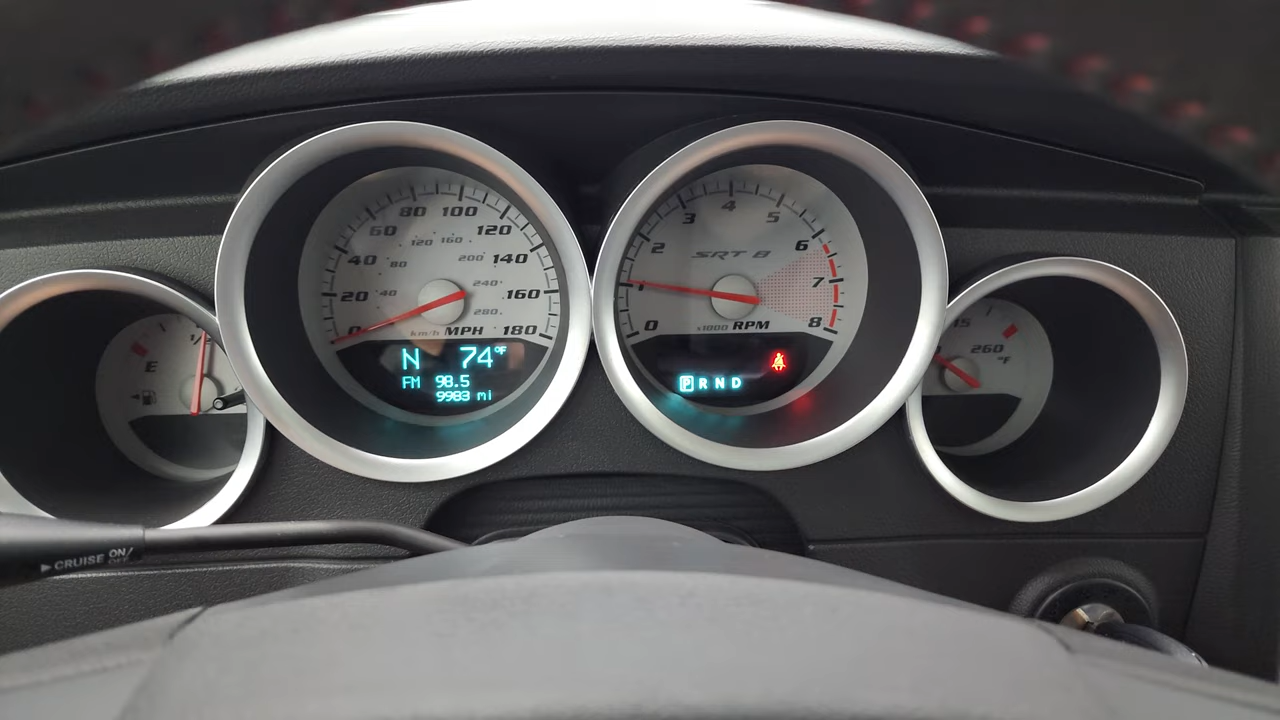 80 100
60 120
120 160
40 80 200 140
20 40 240 160
280
0 km/h MPH 180
N 74°F
FM 98.5
9983 mi
4
3 5
2 6
SRT 8
1 7
0 x1000 RPM 8
P R N D
E
1/
260
°F
►CRUISE ON/
OFF